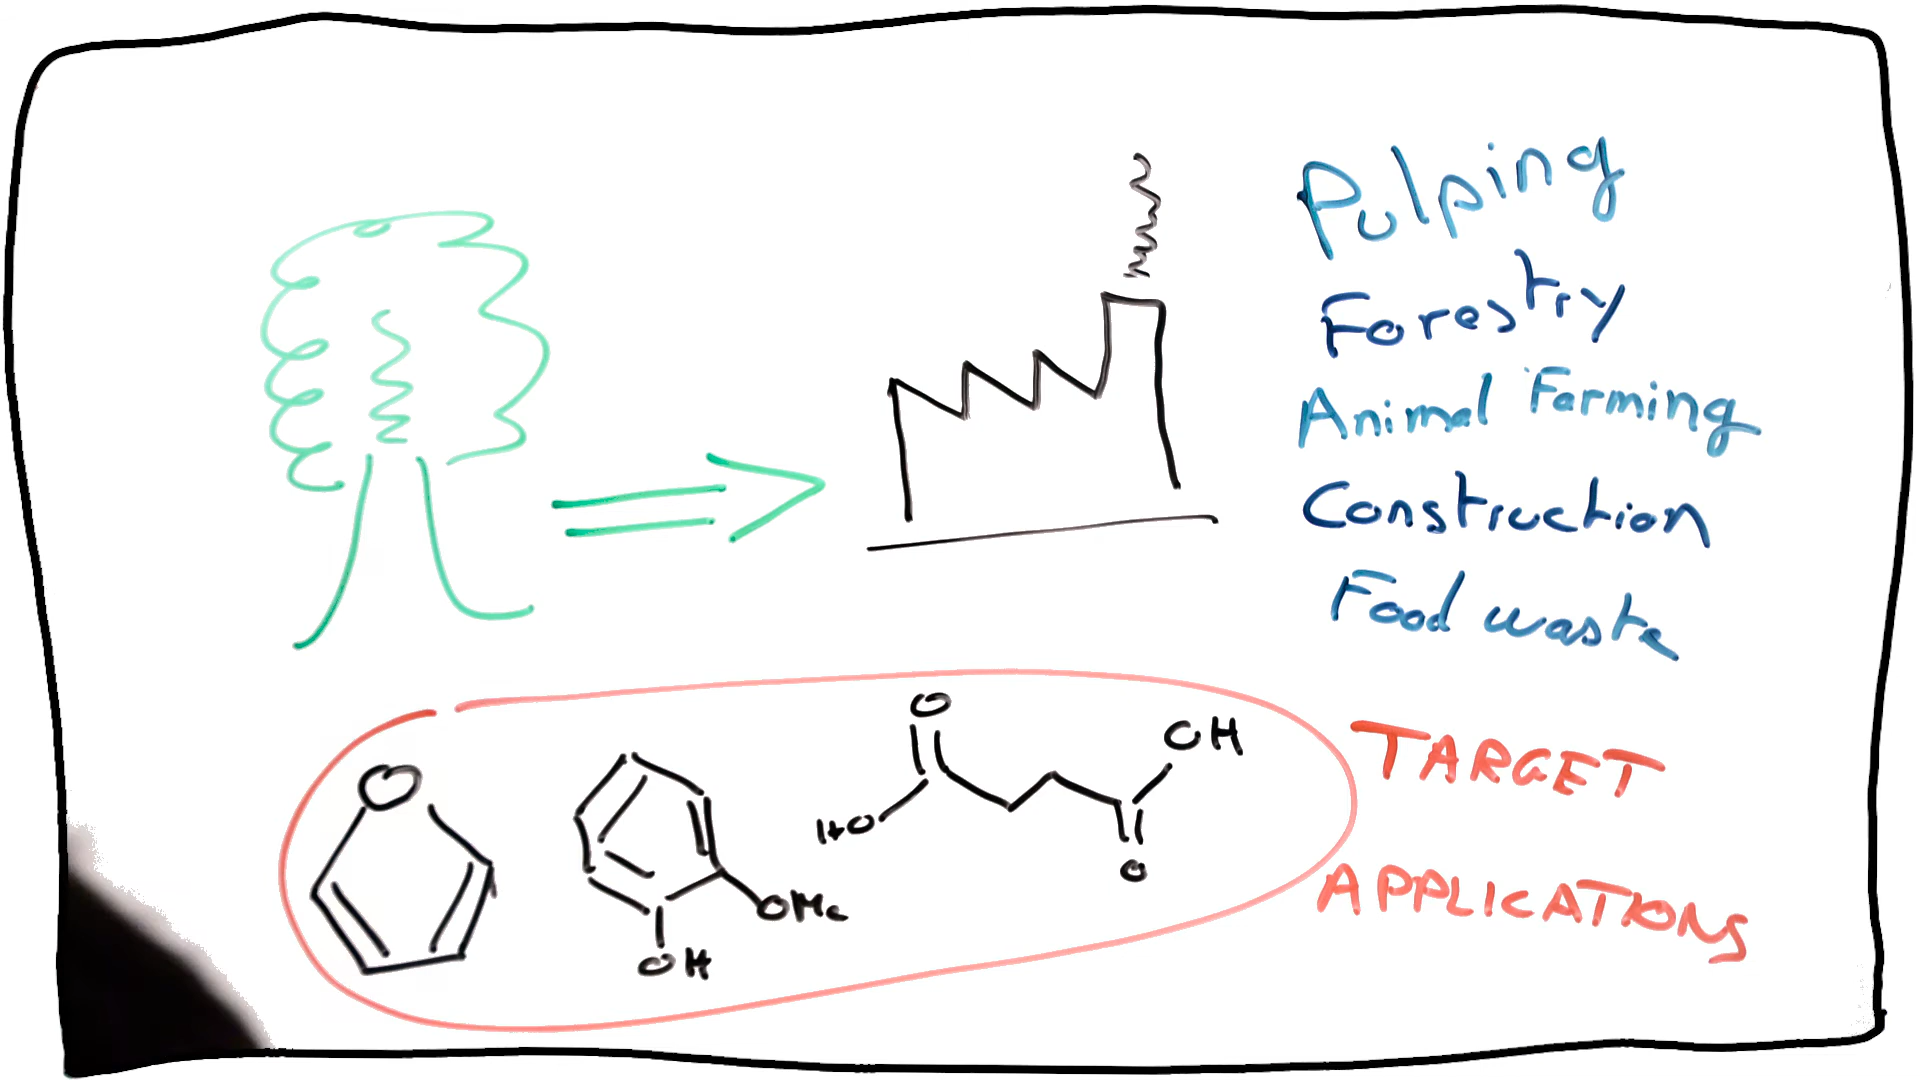 Pulping
Forestry
Animal Farming
Construction
Food waste
TARGET
APPLICATIONS
O
OMe
OH
O
OH
HO
O